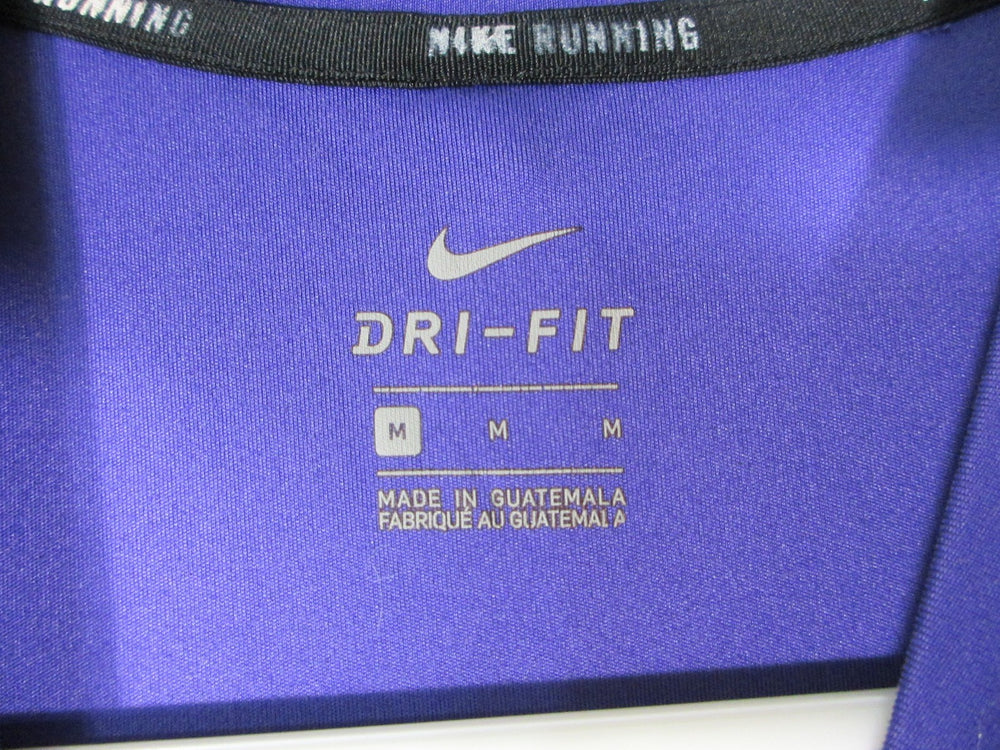 RUNNING
NIKE RUNNING
DRI-FIT
M M M
MADE IN GUATEMALA
FABRIQUÉ AU GUATEMALA